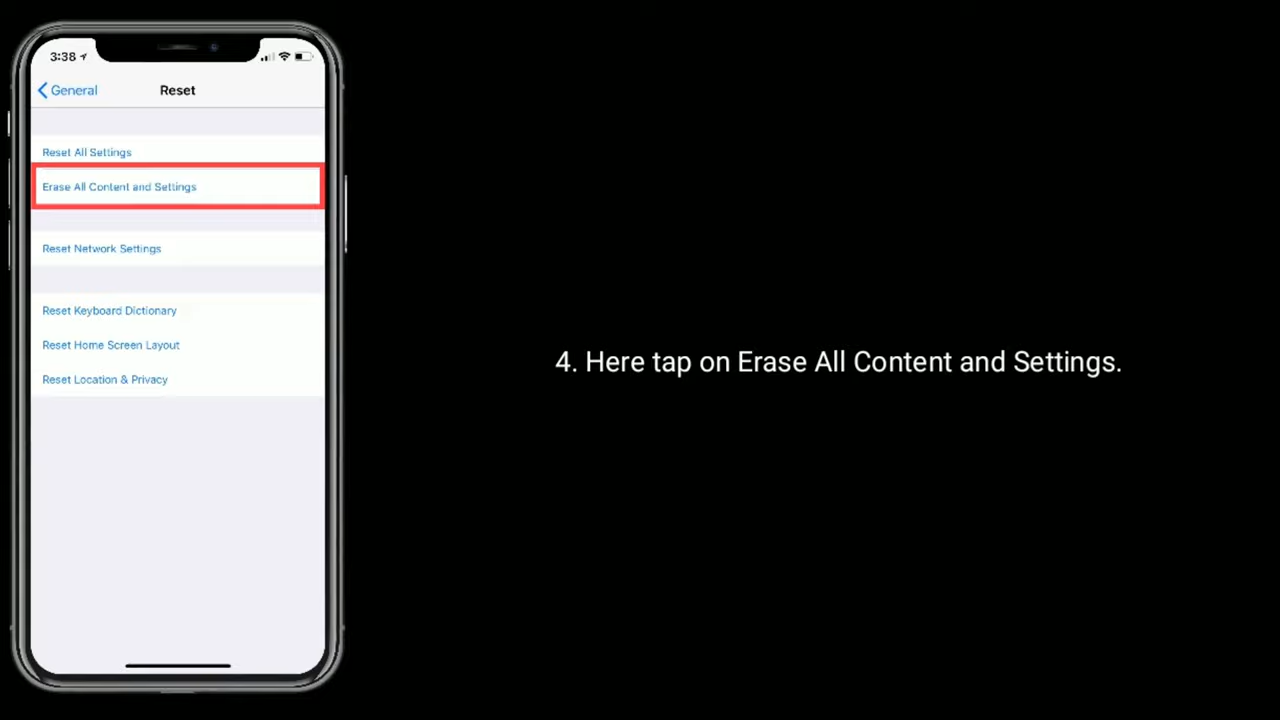 3:38
General
Reset
Reset All Settings
Erase All Content and Settings
Reset Network Settings
Reset Keyboard Dictionary
Reset Home Screen Layout
Reset Location & Privacy
4. Here tap on Erase All Content and Settings.